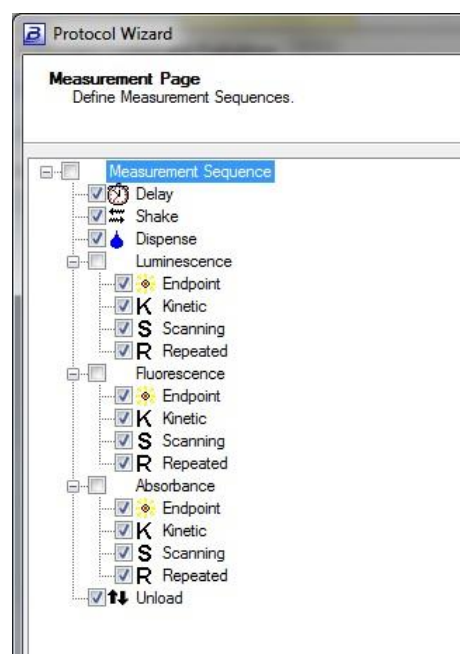 Protocol Wizard
Measurement Page
Define Measurement Sequences.
Measurement Sequence
Delay
Shake
Dispense
Luminescence
Endpoint
K Kinetic
S Scanning
R Repeated
Fluorescence
Endpoint
K Kinetic
S Scanning
R Repeated
Absorbance
Endpoint
K Kinetic
S Scanning
R Repeated
Unload